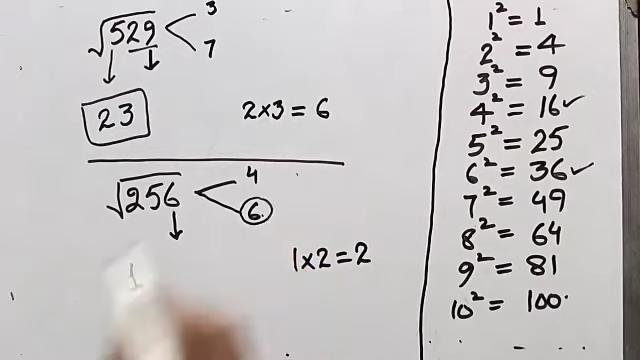 √529 < 3
7
23
2×3 = 6
√256 < 4
6
1×2 = 2
1
1² = 1
2² = 4
3² = 9
4² = 16 ✓
5² = 25
6² = 36 ✓
7² = 49
8² = 64
9² = 81
10² = 100